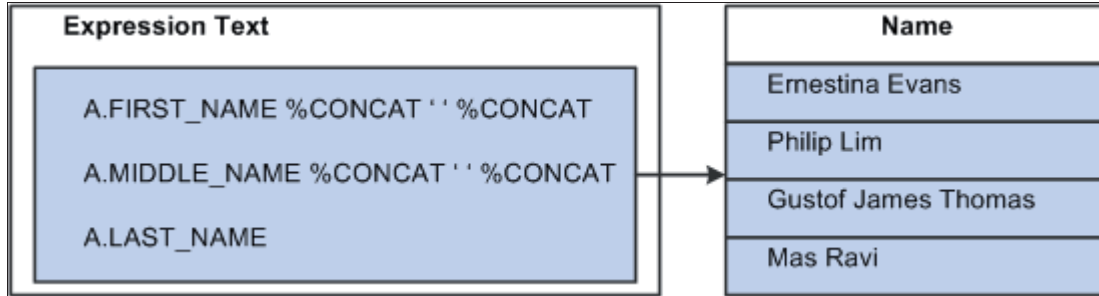 Expression Text
A.FIRST_NAME %CONCAT ‘ ‘ %CONCAT
A.MIDDLE_NAME %CONCAT ‘ ‘ %CONCAT
A.LAST_NAME
Name
Ernestina Evans
Philip Lim
Gustof James Thomas
Mas Ravi